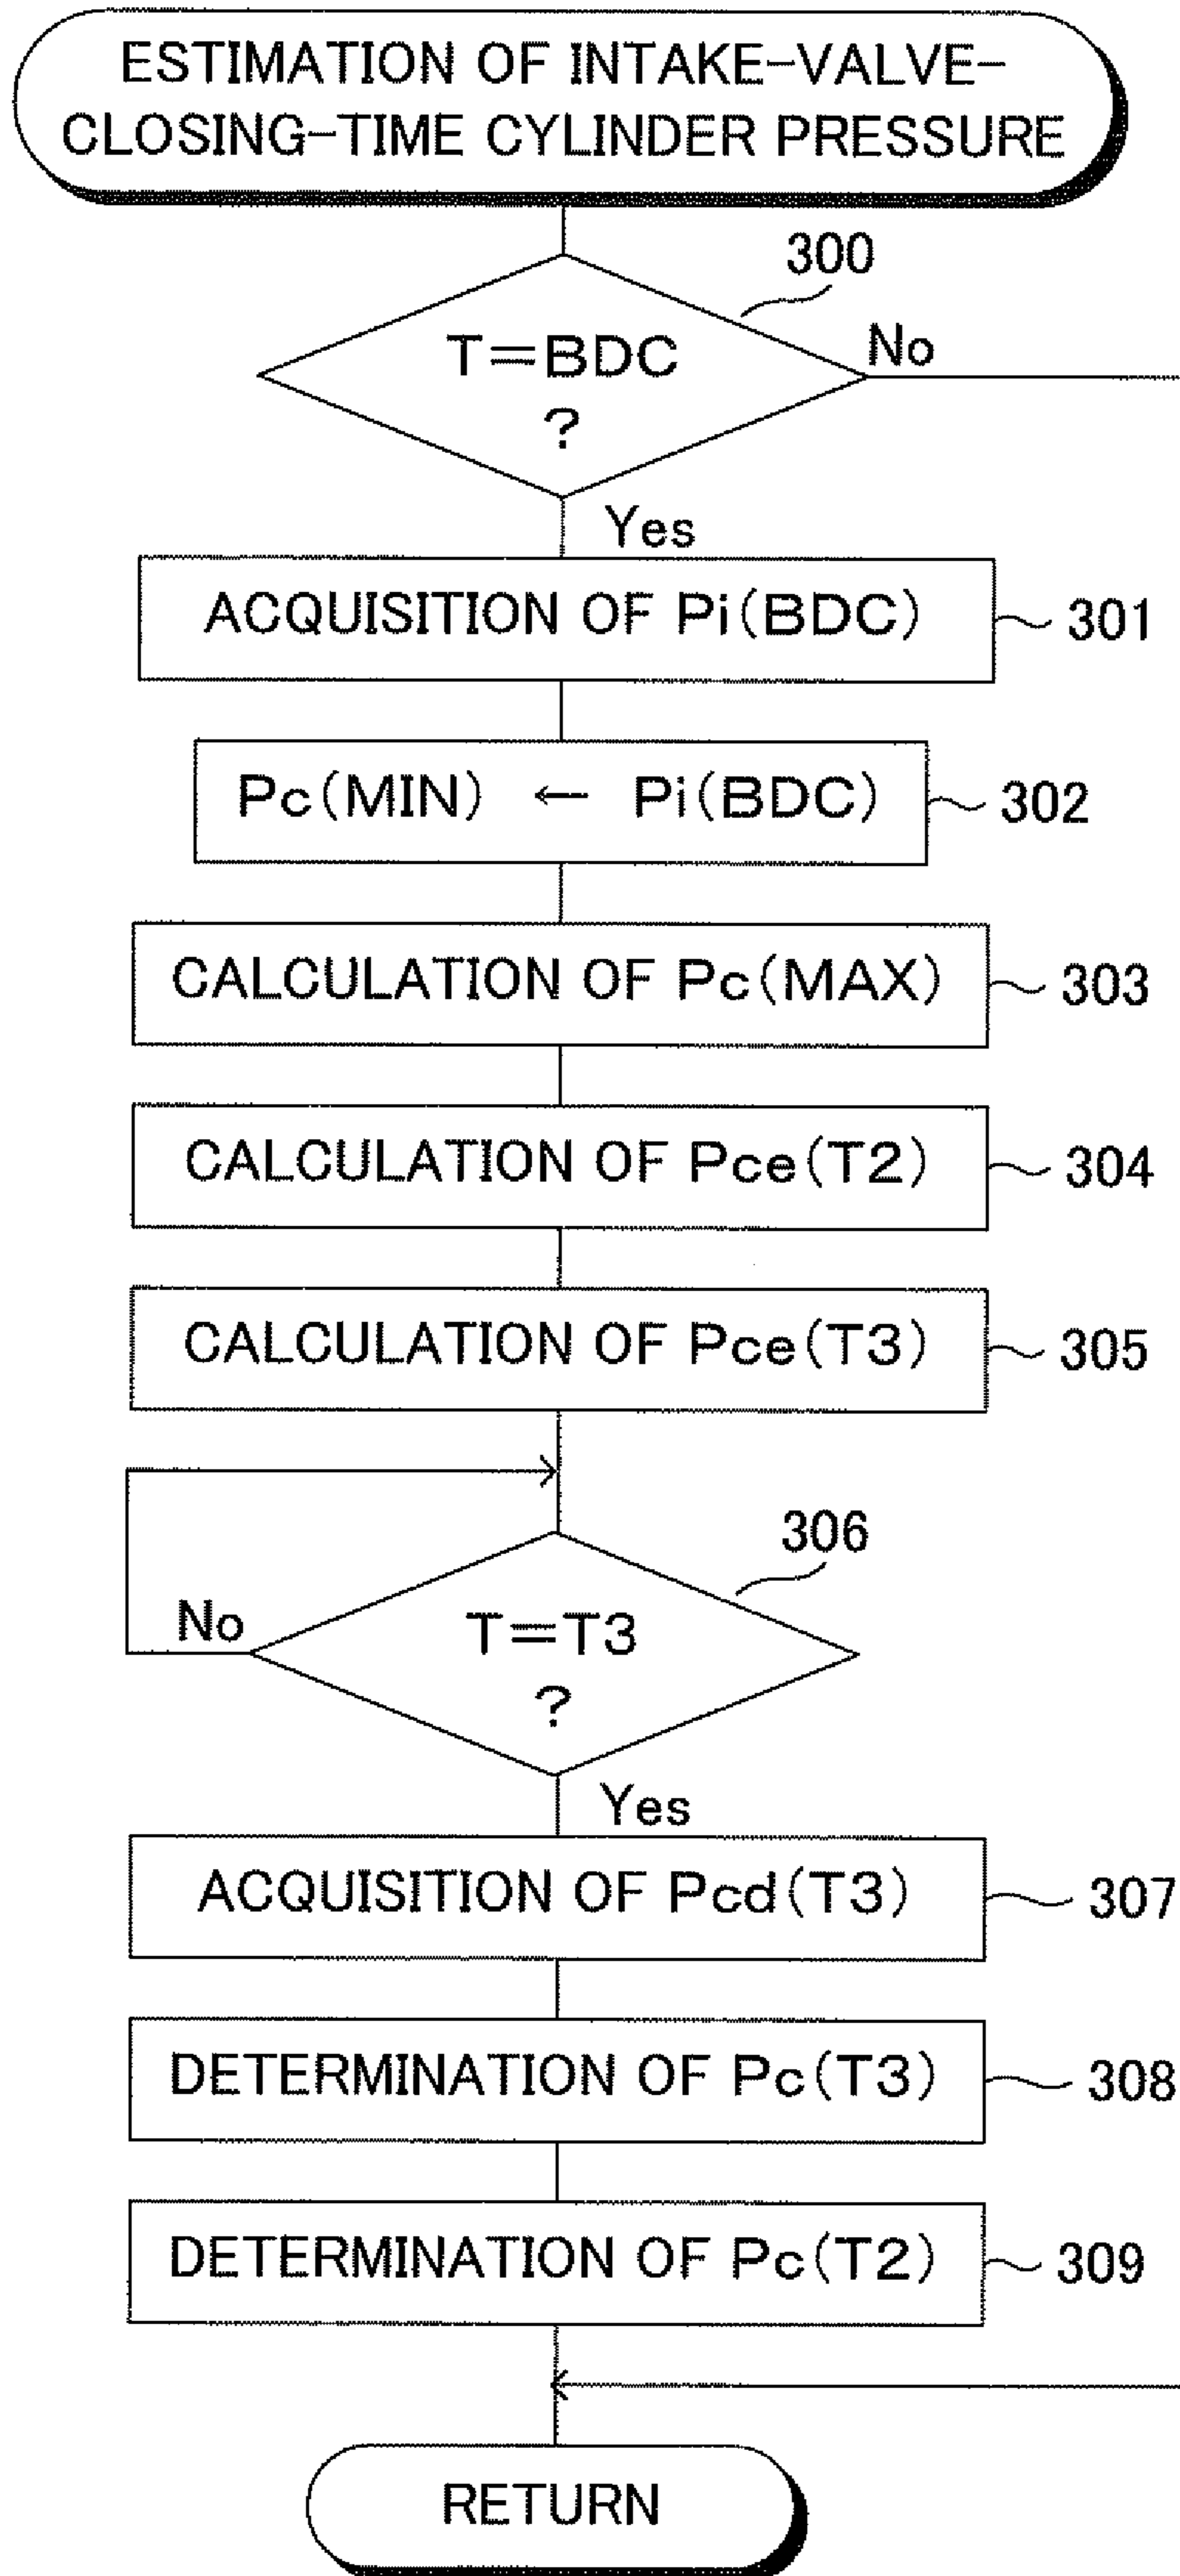 ESTIMATION OF INTAKE-VALVE-
CLOSING-TIME CYLINDER PRESSURE
300
T=BDC
?
No
Yes
ACQUISITION OF Pi(BDC)
301
Pc(MIN) ← Pi(BDC)
302
CALCULATION OF Pc(MAX)
303
CALCULATION OF Pce(T2)
304
CALCULATION OF Pce(T3)
305
306
T=T3
?
No
Yes
ACQUISITION OF Pcd(T3)
307
DETERMINATION OF Pc(T3)
308
DETERMINATION OF Pc(T2)
309
RETURN